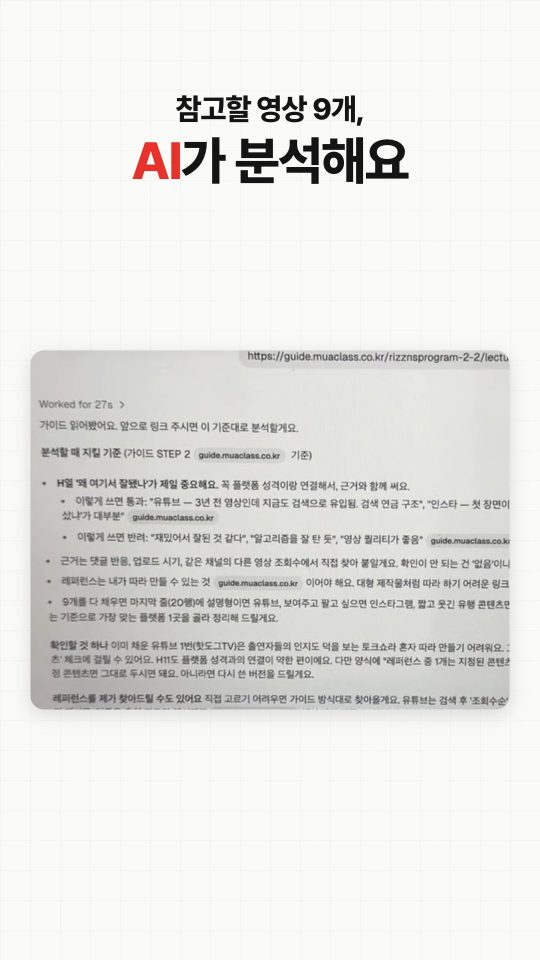 참고할 영상 9개,
AI가 분석해요
https://guide.muaclass.co.kr/rizznsprogram-2-2/lectu
Worked for 27s >
가이드 읽어봤어요. 앞으로 링크 주시면 이 기준대로 분석할게요.
분석할 때 지킬 기준 (가이드 STEP 2 guide.muaclass.co.kr 기준)
• H열 '왜 여기서 잘됐나'가 제일 중요해요. 꼭 플랫폼 성격이랑 연결해서, 근거와 함께 써요.
• 이렇게 쓰면 통과: "유튜브 — 3년 전 영상인데 지금도 검색으로 유입됨. 검색 연금 구조", "인스타 — 첫 장면이
샀나'가 대부분" guide.muaclass.co.kr
• 이렇게 쓰면 반려: "재밌어서 잘된 것 같다", "알고리즘을 잘 탄 듯", "영상 퀄리티가 좋음" guide.muaclass.co.k
• 근거는 댓글 반응, 업로드 시기, 같은 채널의 다른 영상 조회수에서 직접 찾아 붙일게요. 확인이 안 되는 건 '없음'이니
• 레퍼런스는 내가 따라 만들 수 있는 것 guide.muaclass.co.kr 이어야 해요. 대형 제작물처럼 따라 하기 어려운 링크
• 9개를 다 채우면 마지막 줄(20행)에 설명형이면 유튜브, 보여주고 팔고 싶으면 인스타그램, 짧고 웃긴 유행 콘텐츠면
는 기준으로 가장 맞는 플랫폼 1곳을 골라 정리해 드릴게요.
확인할 것 하나 이미 채운 유튜브 1번(핫도그TV)은 출연자들의 인지도 덕을 보는 토크쇼라 혼자 따라 만들기 어려워요.
츠' 체크에 걸릴 수 있어요. H11도 플랫폼 성격과의 연결이 약한 편이에요. 다만 양식에 "레퍼런스 중 1개는 지정된 콘텐츠
정 콘텐츠면 그대로 두시면 돼요. 아니라면 다시 쓴 버전을 드릴게요.
레퍼런스를 제가 찾아드릴 수도 있어요 직접 고르기 어려우면 가이드 방식대로 찾아올게요. 유튜브는 검색 후 '조회수순'